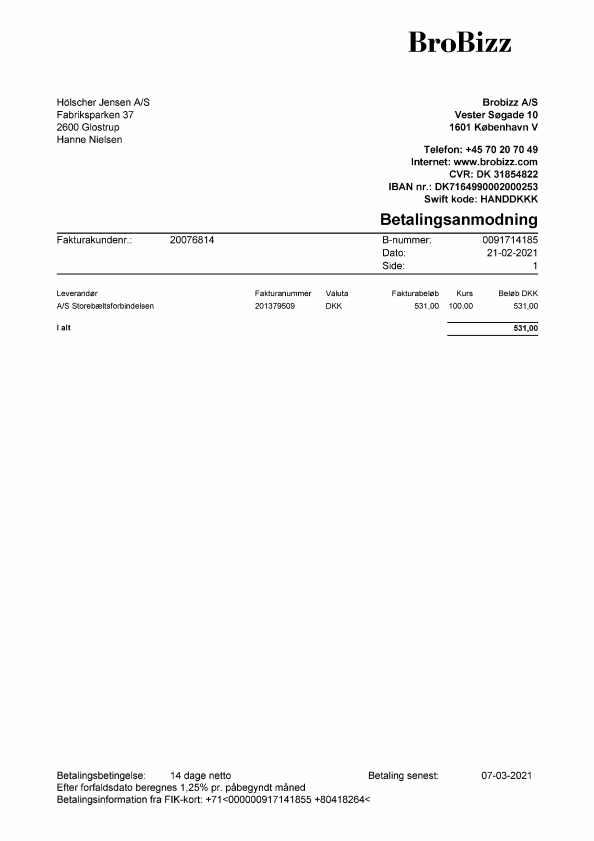 BroBizz
Hölscher Jensen A/S
Fabriksparken 37
2600 Glostrup
Hanne Nielsen
Brobizz A/S
Vester Søgade 10
1601 København V
Telefon: +45 70 20 70 49
Internet: www.brobizz.com
CVR: DK 31854822
IBAN nr.: DK7164990002000253
Swift kode: HANDDKKK
Betalingsanmodning
Fakturakundenr.: 20076814
B-nummer: 0091714185
Dato: 21-02-2021
Side: 1
Leverandør Fakturanummer Valuta Fakturabeløb Kurs Beløb DKK
A/S Storebæltsforbindelsen 201379509 DKK 531,00 100,00 531,00
I alt 531,00
Betalingsbetingelse: 14 dage netto Betaling senest: 07-03-2021
Efter forfaldsdato beregnes 1,25% pr. påbegyndt måned
Betalingsinformation fra FIK-kort: +71<000000917141855 +80418264<